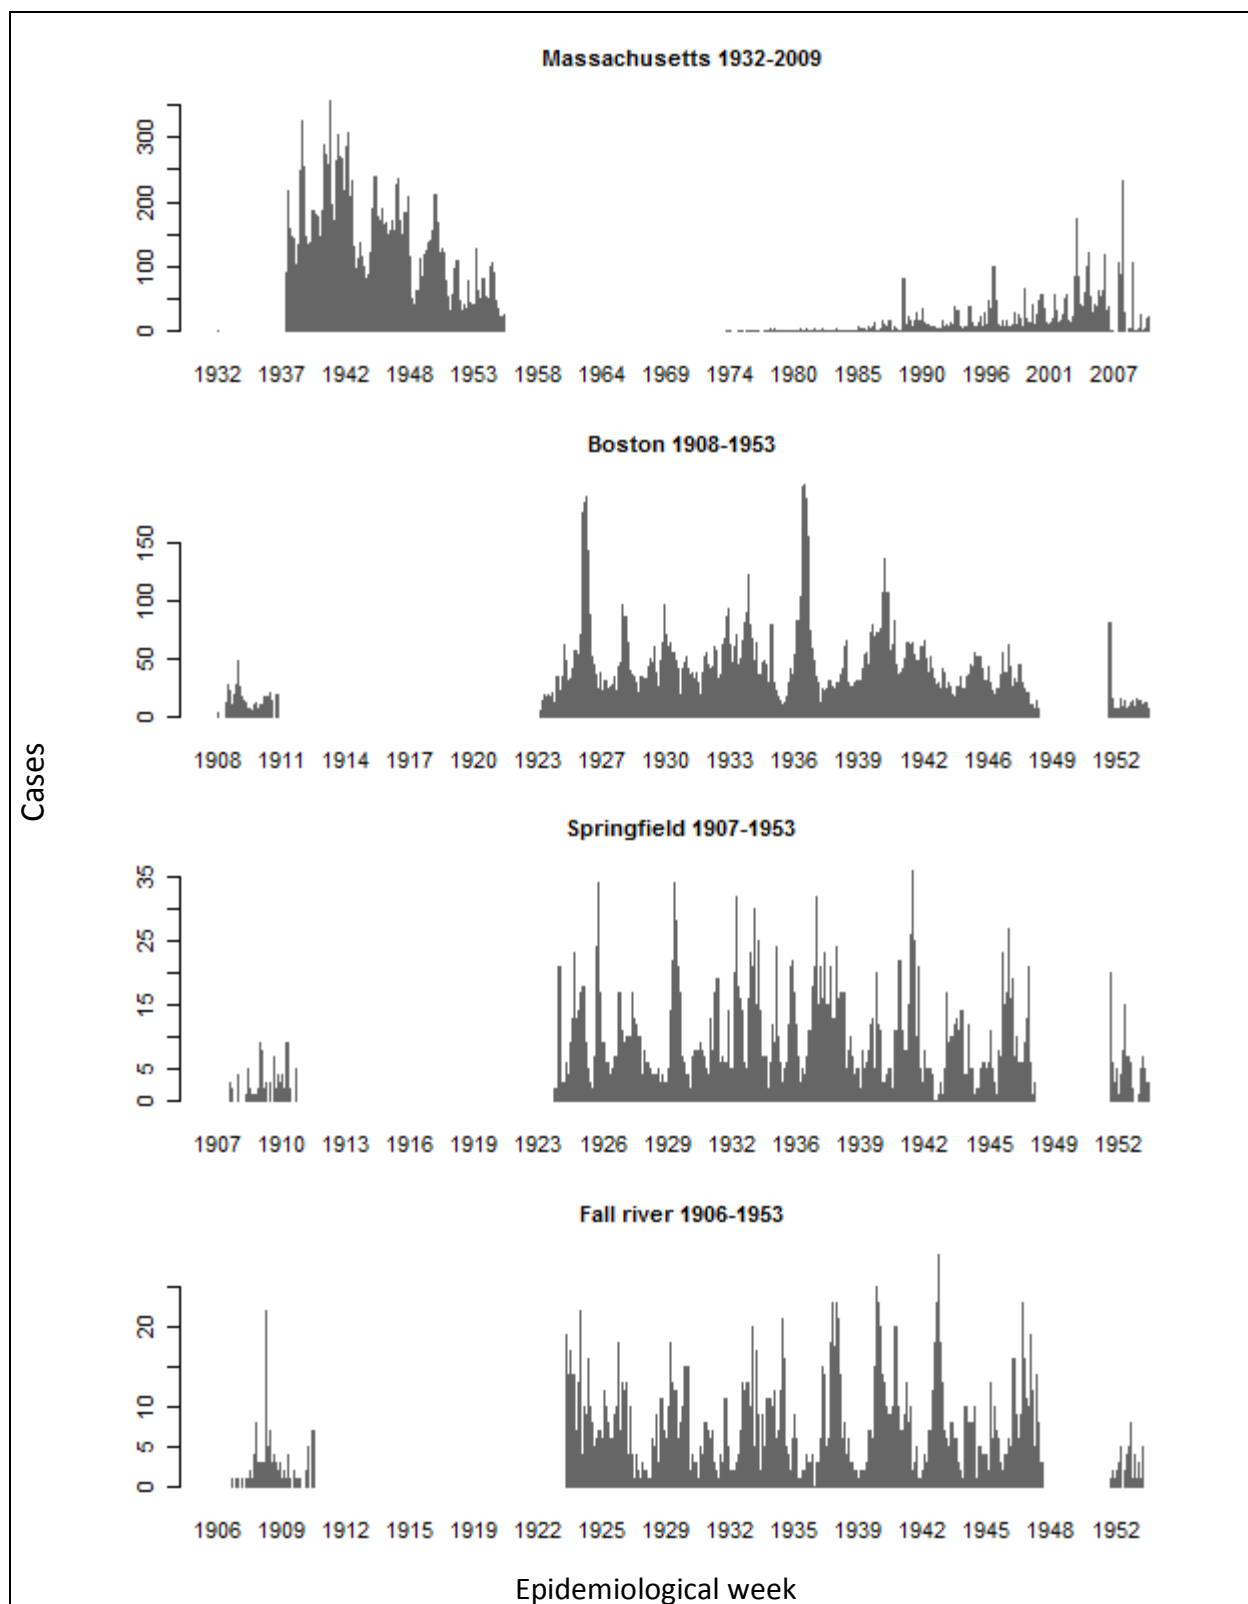 Massachusetts 1932-2009
300
200
100
0
1932 1937 1942 1948 1953 1958 1964 1969 1974 1980 1985 1990 1996 2001 2007
Boston 1908-1953
150
100
50
0
1908 1911 1914 1917 1920 1923 1927 1930 1933 1936 1939 1942 1946 1949 1952
Cases
Springfield 1907-1953
35
25
15
5
0
1907 1910 1913 1916 1919 1923 1926 1929 1932 1936 1939 1942 1945 1949 1952
Fall river 1906-1953
20
10
5
0
1906 1909 1912 1915 1919 1922 1925 1929 1932 1935 1939 1942 1945 1948 1952
Epidemiological week